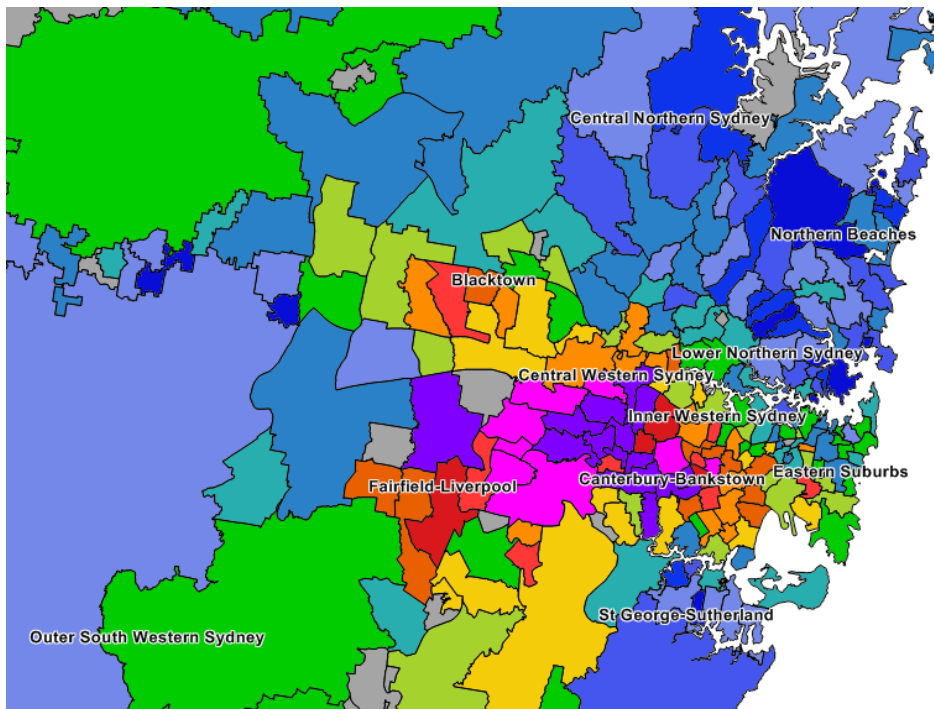 Central Northern Sydney
Northern Beaches
Blacktown
Lower Northern Sydney
Central Western Sydney
Inner Western Sydney
Eastern Suburbs
Fairfield-Liverpool
Canterbury-Bankstown
St George-Sutherland
Outer South Western Sydney